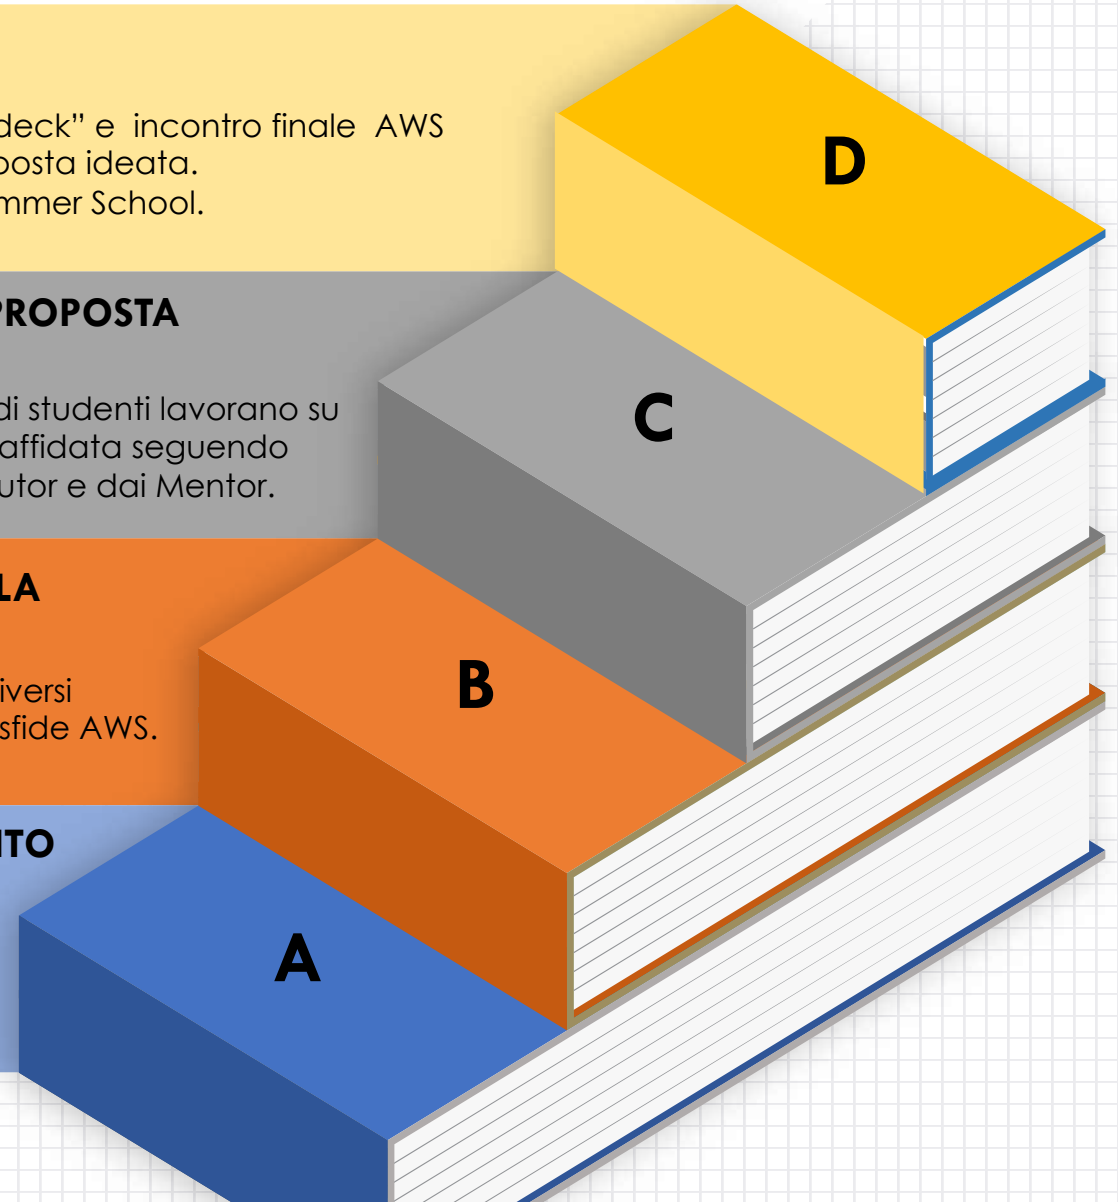 deck” e incontro finale AWS
posta ideata.
mmer School.
D
PROPOSTA
di studenti lavorano su
affidata seguendo
utor e dai Mentor.
C
LA
iversi
sfide AWS.
B
NTO
A